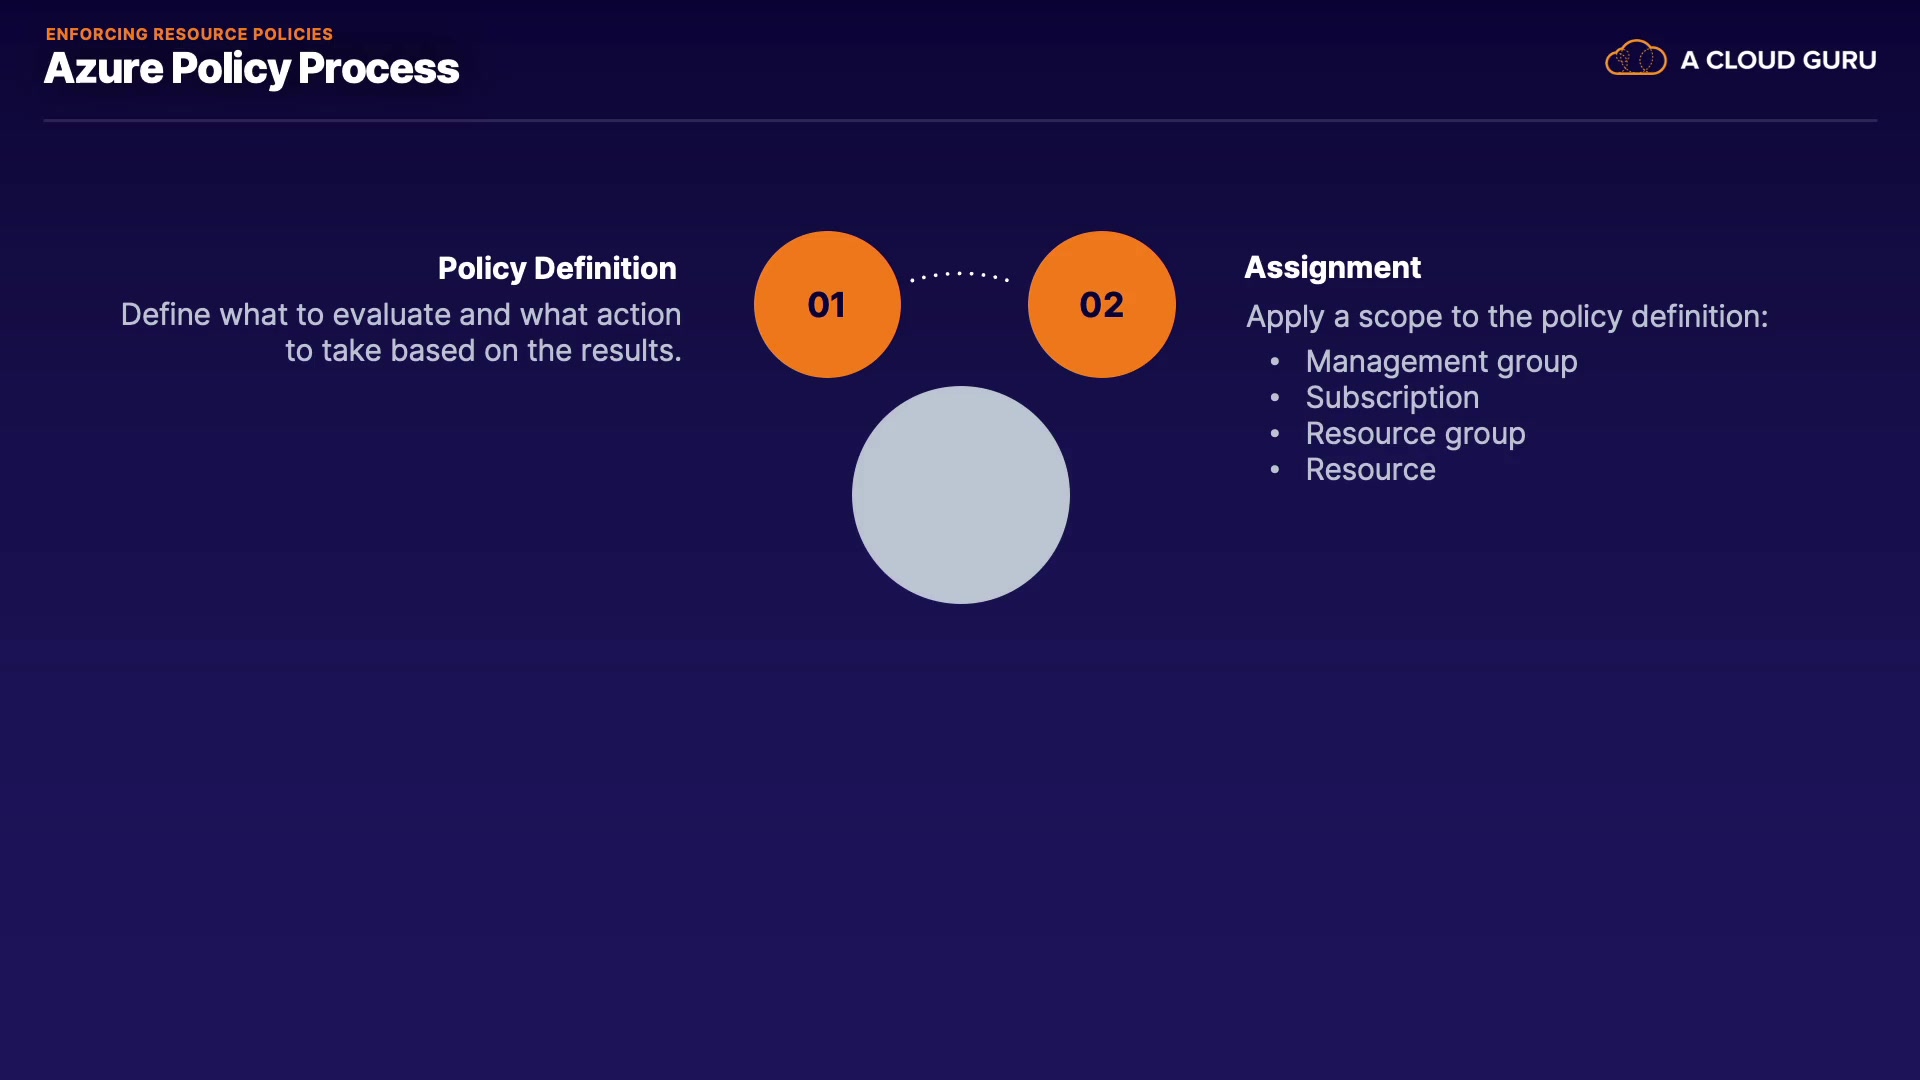 ENFORCING RESOURCE POLICIES
Azure Policy Process
A CLOUD GURU
Policy Definition
Define what to evaluate and what action
to take based on the results.
01
02
Assignment
Apply a scope to the policy definition:
• Management group
• Subscription
• Resource group
• Resource